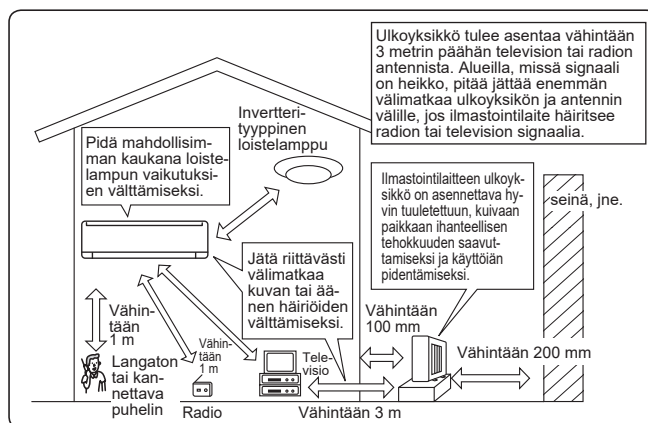 Ulkoyksikkö tulee asentaa vähintään
3 metrin päähän television tai radion
antennista. Alueilla, missä signaali
on heikko, pitää jättää enemmän
välimatkaa ulkoyksikön ja antennin
välille, jos ilmastointilaite häiritsee
radion tai television signaalia.
Invertteri-
tyyppinen
loistelamppu
Pidä mahdollisim-
man kaukana loiste-
lampun vaikutuksi-
en välttämiseksi.
Ilmastointilaitteen ulkoyk-
sikkö on asennettava hy-
vin tuuletettuun, kuivaan
paikkaan ihanteellisen
tehokkuuden saavut-
tamiseksi ja käyttöiän
pidentämiseksi.
seinä, jne.
Jätä riittävästi
välimatkaa
kuvan tai ää-
nen häiriöiden
välttämiseksi.
Vähin-
tään
1 m
Langaton
tai kan-
nettava
puhelin
Vähin-
tään
1 m
Radio
Tele-
visio
Vähintään 3 m
Vähintään
100 mm
Vähintään 200 mm